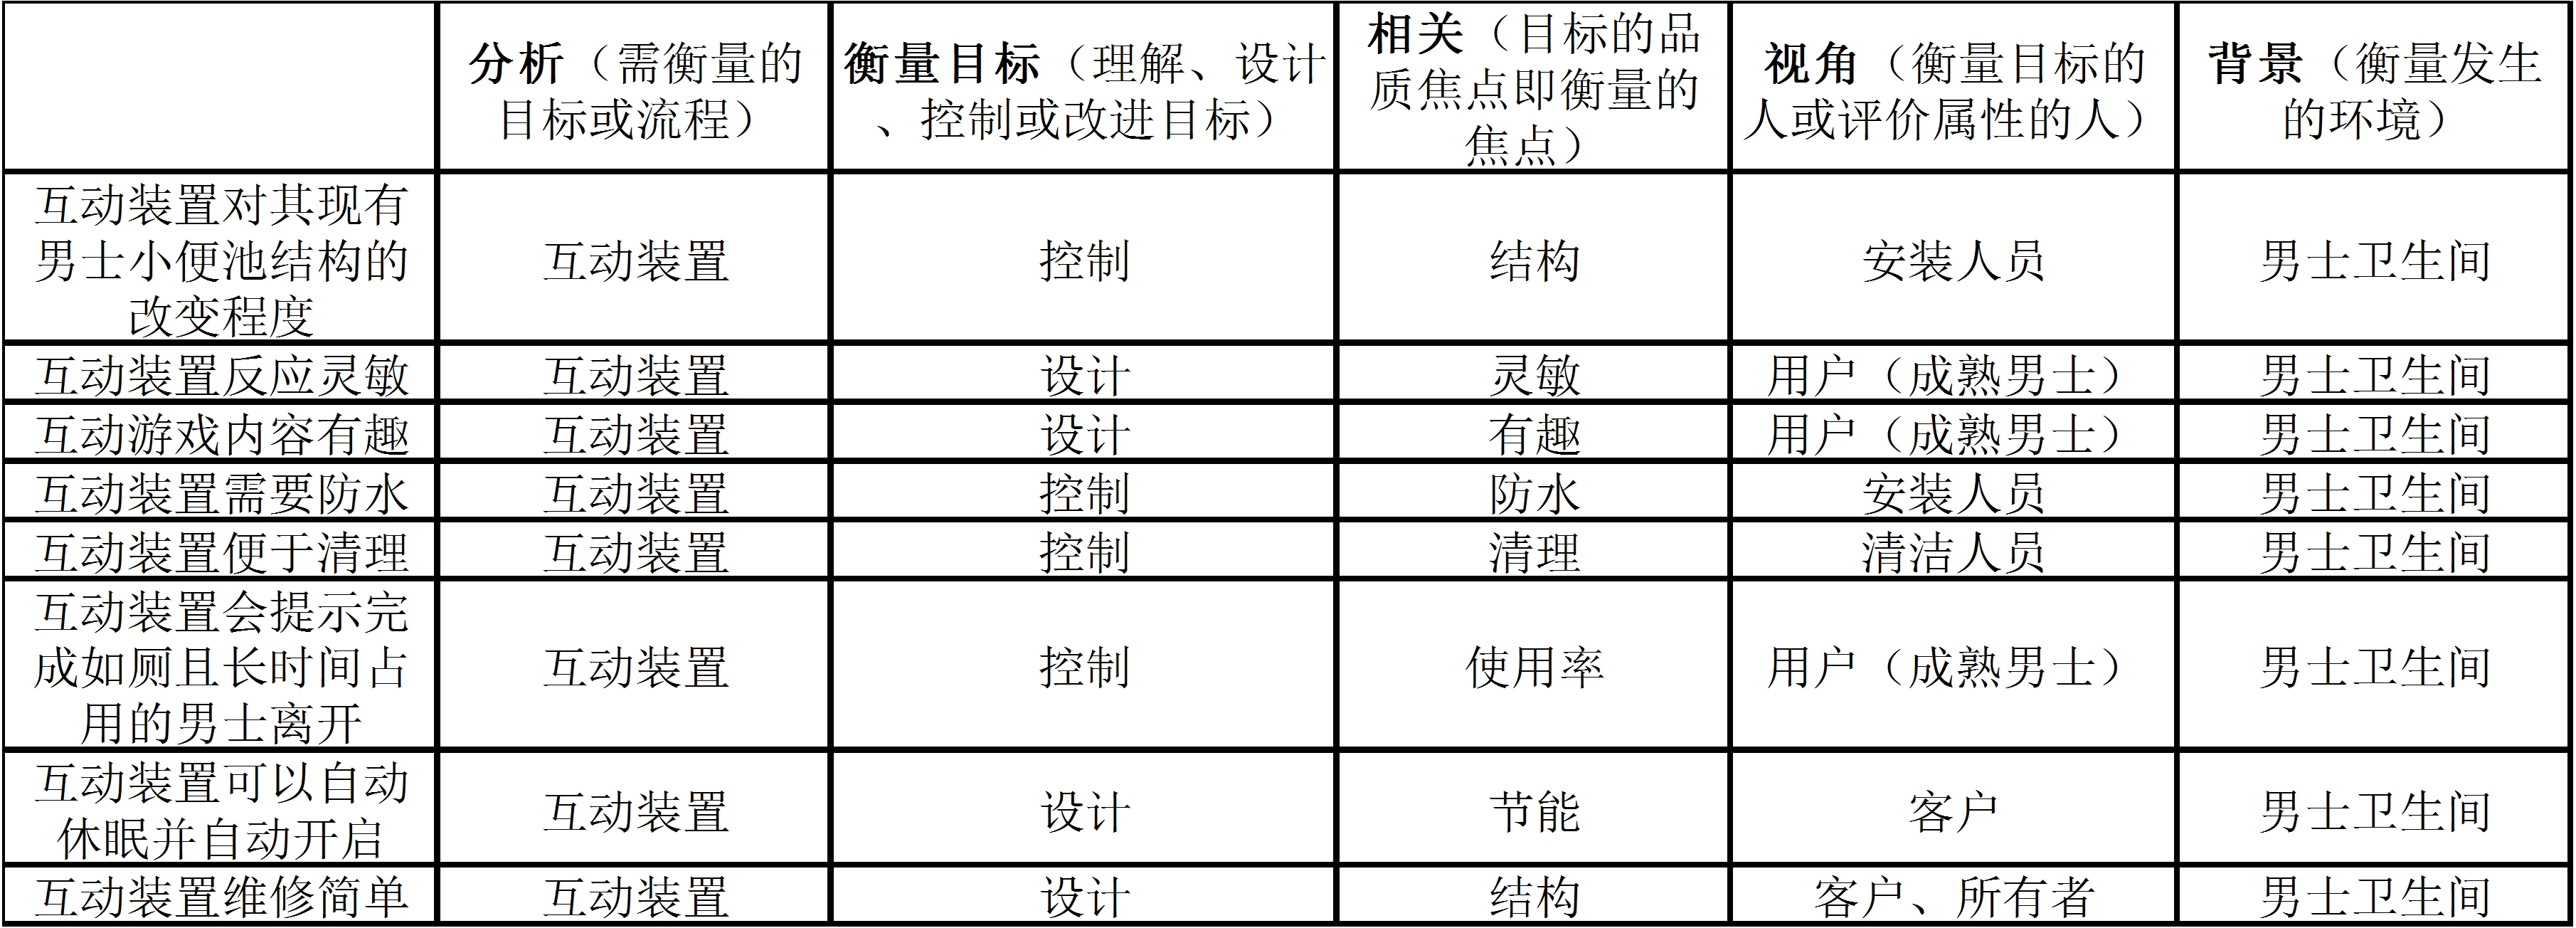 分析（需衡量的
目标或流程）
衡量目标（理解、设计
、控制或改进目标）
相关（目标的品
质焦点即衡量的
焦点）
视角（衡量目标的
人或评价属性的人）
背景（衡量发生
的环境）
互动装置对其现有
男士小便池结构的
改变程度
互动装置
控制
结构
安装人员
男士卫生间
互动装置反应灵敏
互动装置
设计
灵敏
用户（成熟男士）
男士卫生间
互动游戏内容有趣
互动装置
设计
有趣
用户（成熟男士）
男士卫生间
互动装置需要防水
互动装置
控制
防水
安装人员
男士卫生间
互动装置便于清理
互动装置
控制
清理
清洁人员
男士卫生间
互动装置会提示完
成如厕且长时间占
用的男士离开
互动装置
控制
使用率
用户（成熟男士）
男士卫生间
互动装置可以自动
休眠并自动开启
互动装置
设计
节能
客户
男士卫生间
互动装置维修简单
互动装置
设计
结构
客户、所有者
男士卫生间